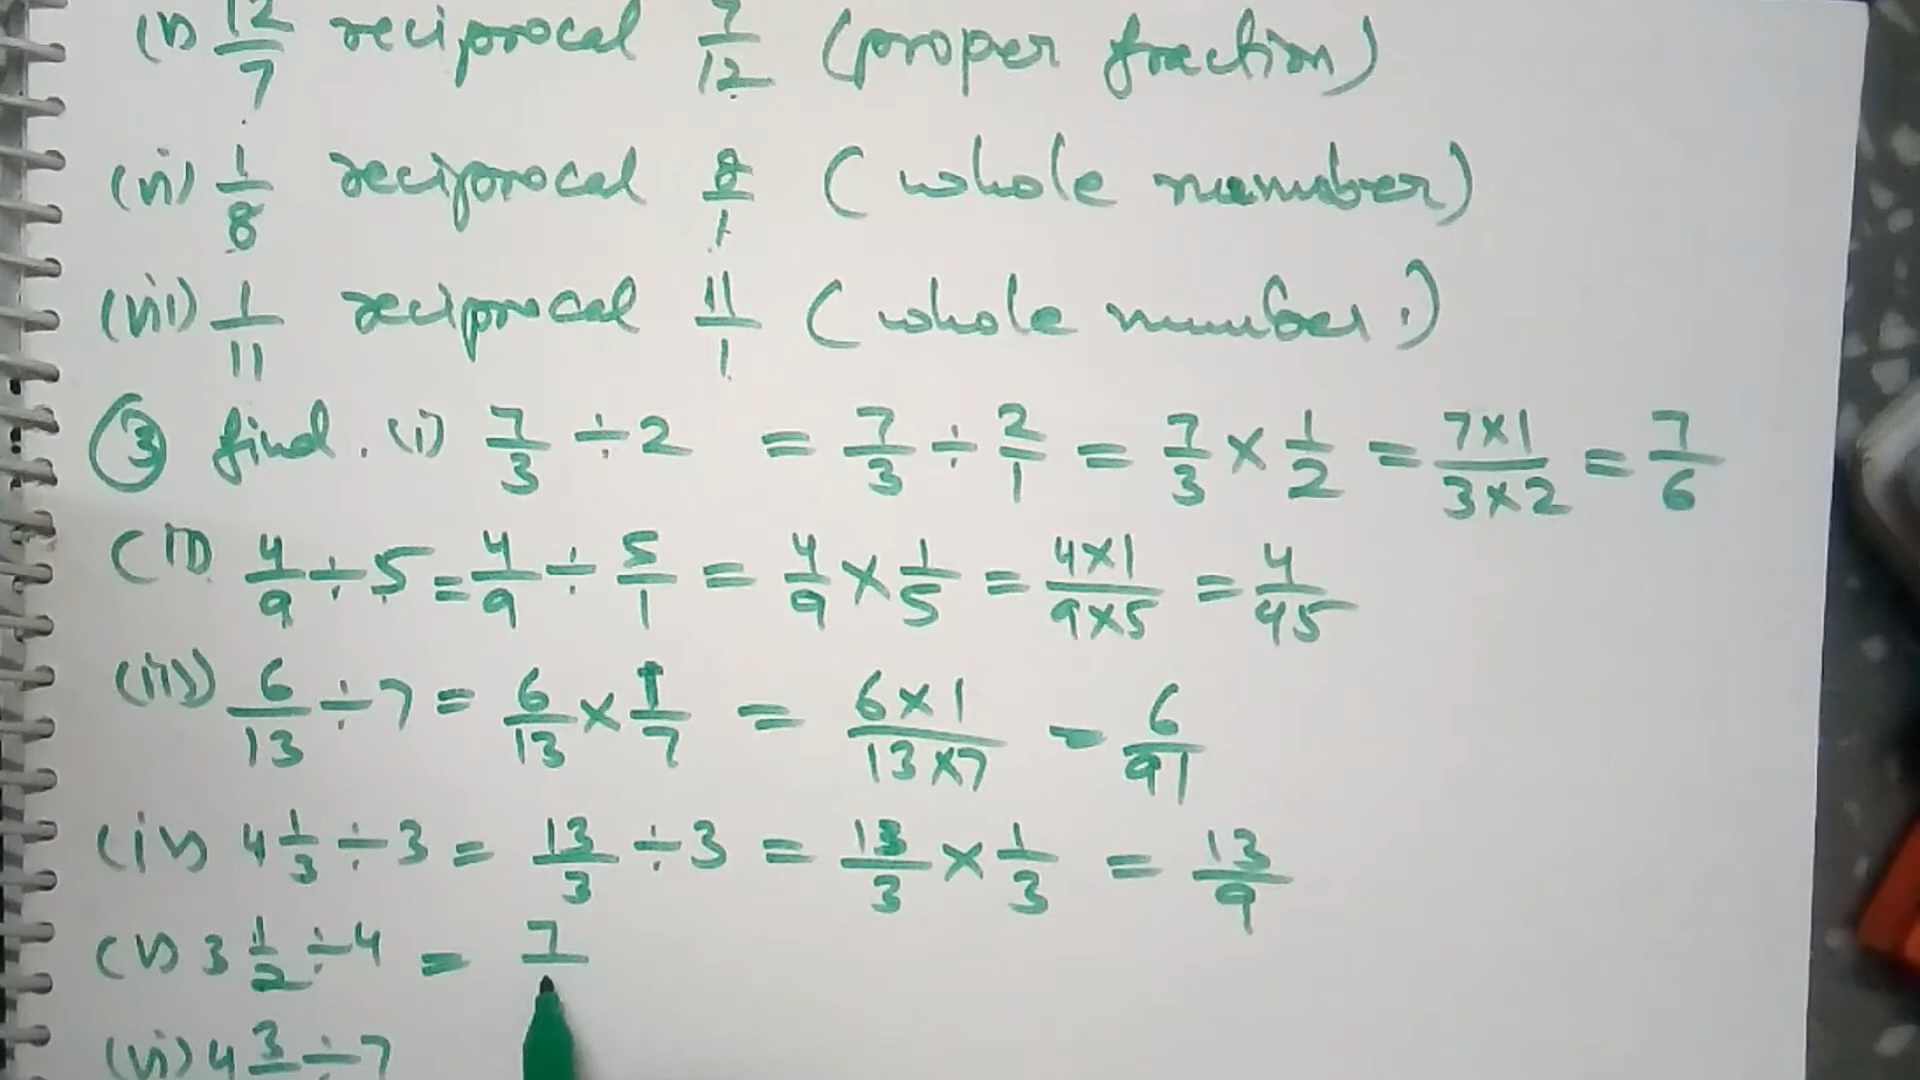 (v) 12/7 reciprocal 7/12 (proper fraction)
(vi) 1/8 reciprocal 8/1 (whole number)
(vii) 1/11 reciprocal 11/1 (whole number.)
③ find. (i) 7/3 ÷ 2 = 7/3 ÷ 2/1 = 7/3 × 1/2 = 7×1/3×2 = 7/6
(ii) 4/9 ÷ 5 = 4/9 ÷ 5/1 = 4/9 × 1/5 = 4×1/9×5 = 4/45
(iii) 6/13 ÷ 7 = 6/13 × 1/7 = 6×1/13×7 = 6/91
(iv) 4 1/3 ÷ 3 = 13/3 ÷ 3 = 13/3 × 1/3 = 13/9
(v) 3 1/2 ÷ 4 = 7/
(vi) 4 3/ ÷ 7